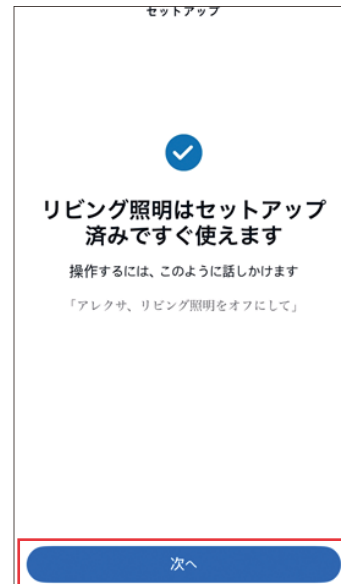 セットアップ
リビング照明はセットアップ
済みですぐ使えます
操作するには、このように話しかけます
「アレクサ、リビング照明をオフにして」
次へ